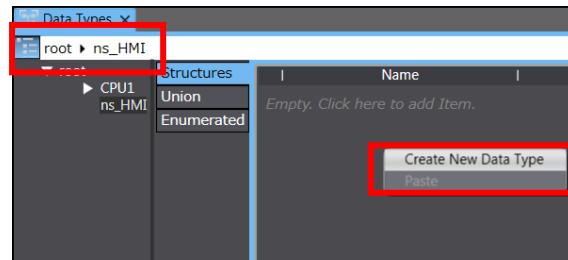 Data Types X
root ▸ ns_HMI
root
CPU1
ns_HMI
Structures
Union
Enumerated
Name
Empty. Click here to add Item.
Create New Data Type
Paste